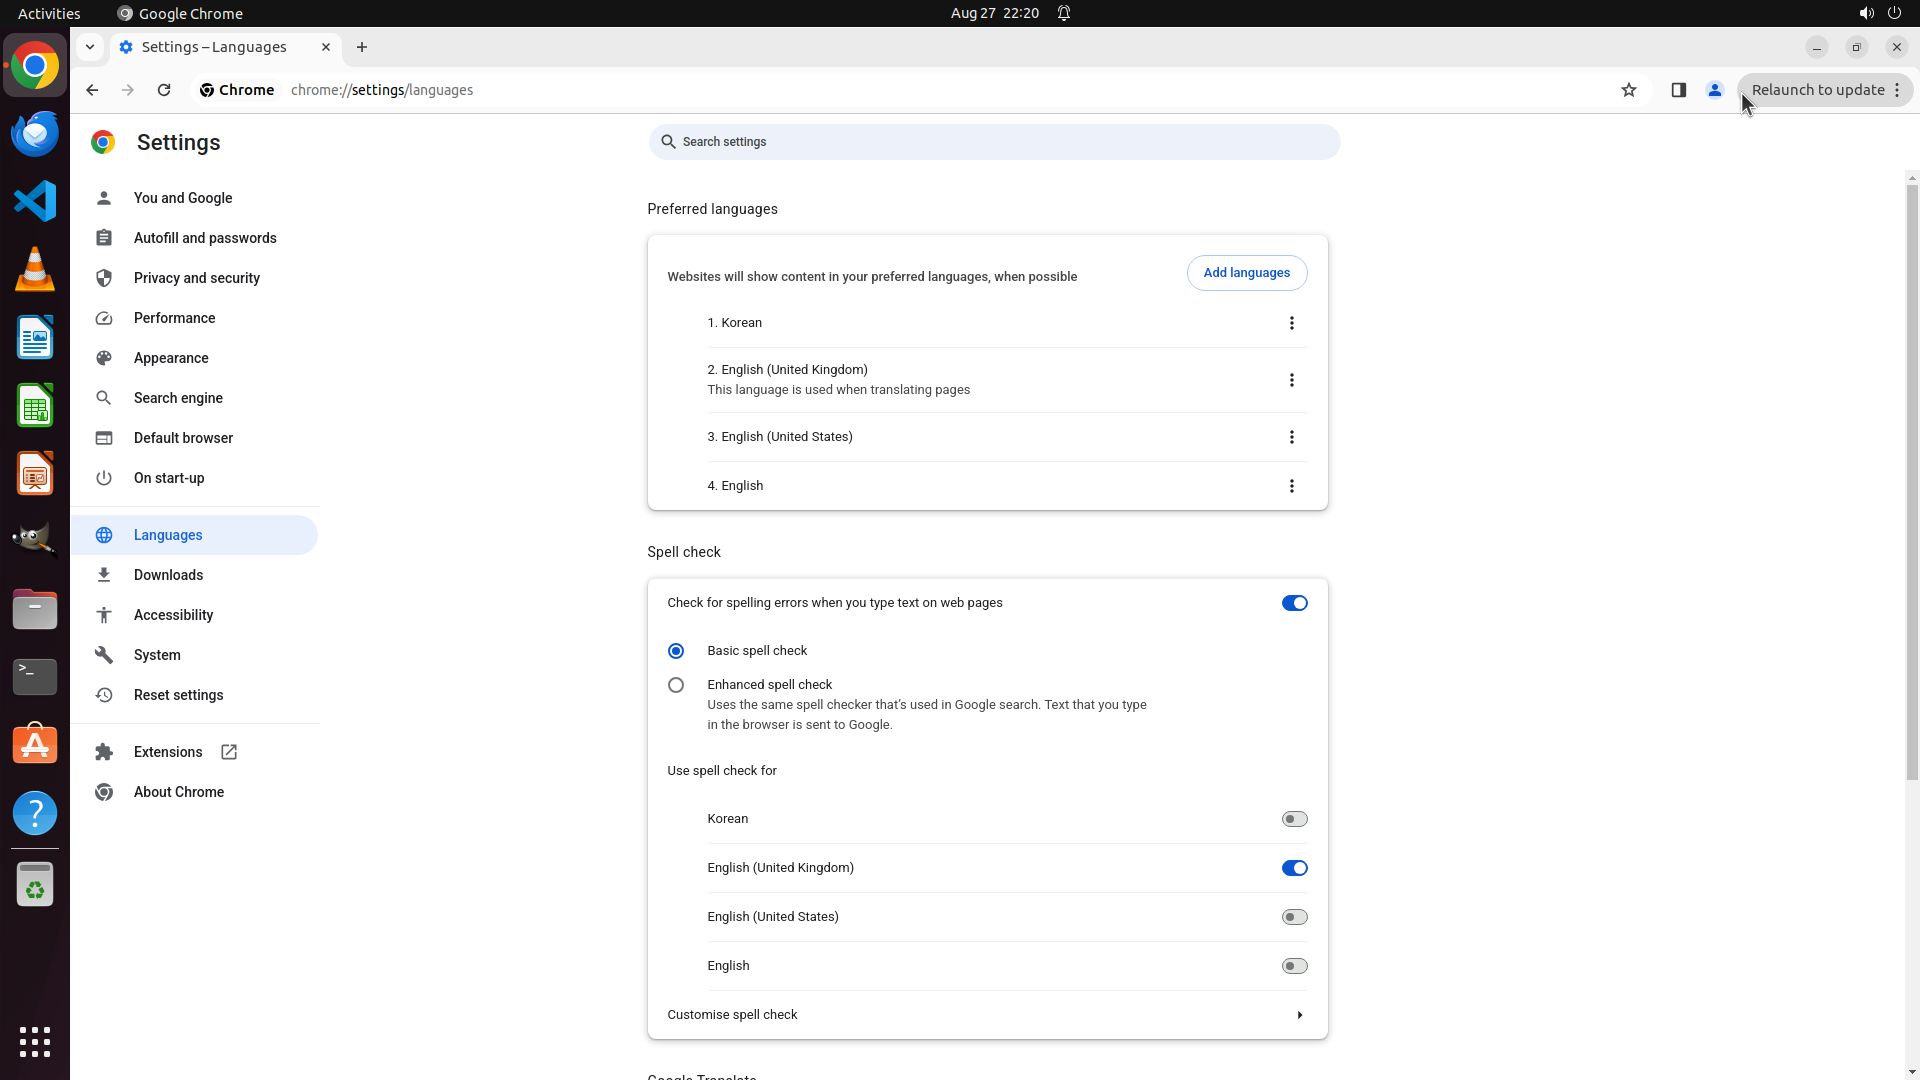 Activities
Google Chrome
Aug 27 22:20
Settings – Languages
Relaunch to update
Chrome
chrome://settings/languages
Settings
Search settings
You and Google
Autofill and passwords
Privacy and security
Performance
Appearance
Search engine
Default browser
On start-up
Languages
Downloads
Accessibility
System
Reset settings
Extensions
About Chrome
Preferred languages
Websites will show content in your preferred languages, when possible
Add languages
1. Korean
2. English (United Kingdom)
This language is used when translating pages
3. English (United States)
4. English
Spell check
Check for spelling errors when you type text on web pages
Basic spell check
Enhanced spell check
Uses the same spell checker that's used in Google search. Text that you type
in the browser is sent to Google.
Use spell check for
Korean
English (United Kingdom)
English (United States)
English
Customise spell check
Google Translate